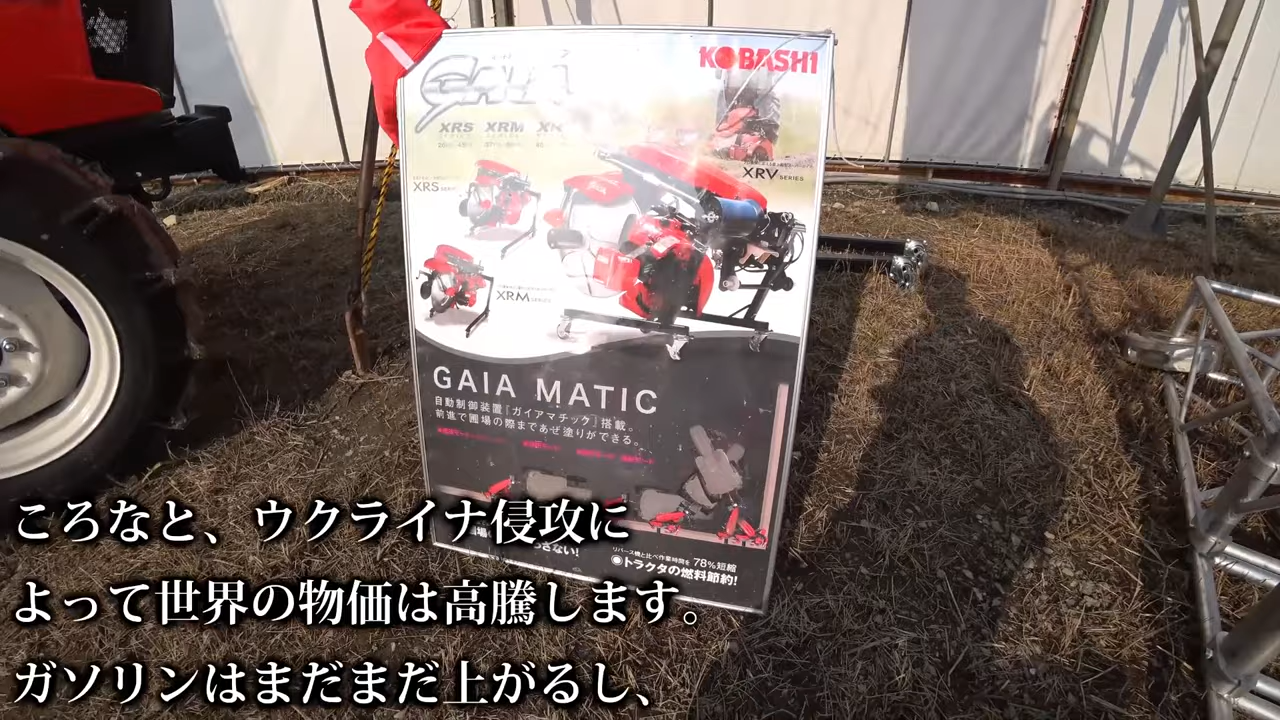 KOBASHI
GAIA
XRS XRM
XRV SERIES
XRS SERIES
XRM SERIES
GAIA MATIC
自動制御装置「ガイアマチック」搭載。
前進で圃場の際まであぜ塗りができる。
リバース機と比べ作業時間を 78%短縮
●トラクタの燃料節約!
ころなと、ウクライナ侵攻に
よって世界の物価は高騰します。
ガソリンはまだまだ上がるし、